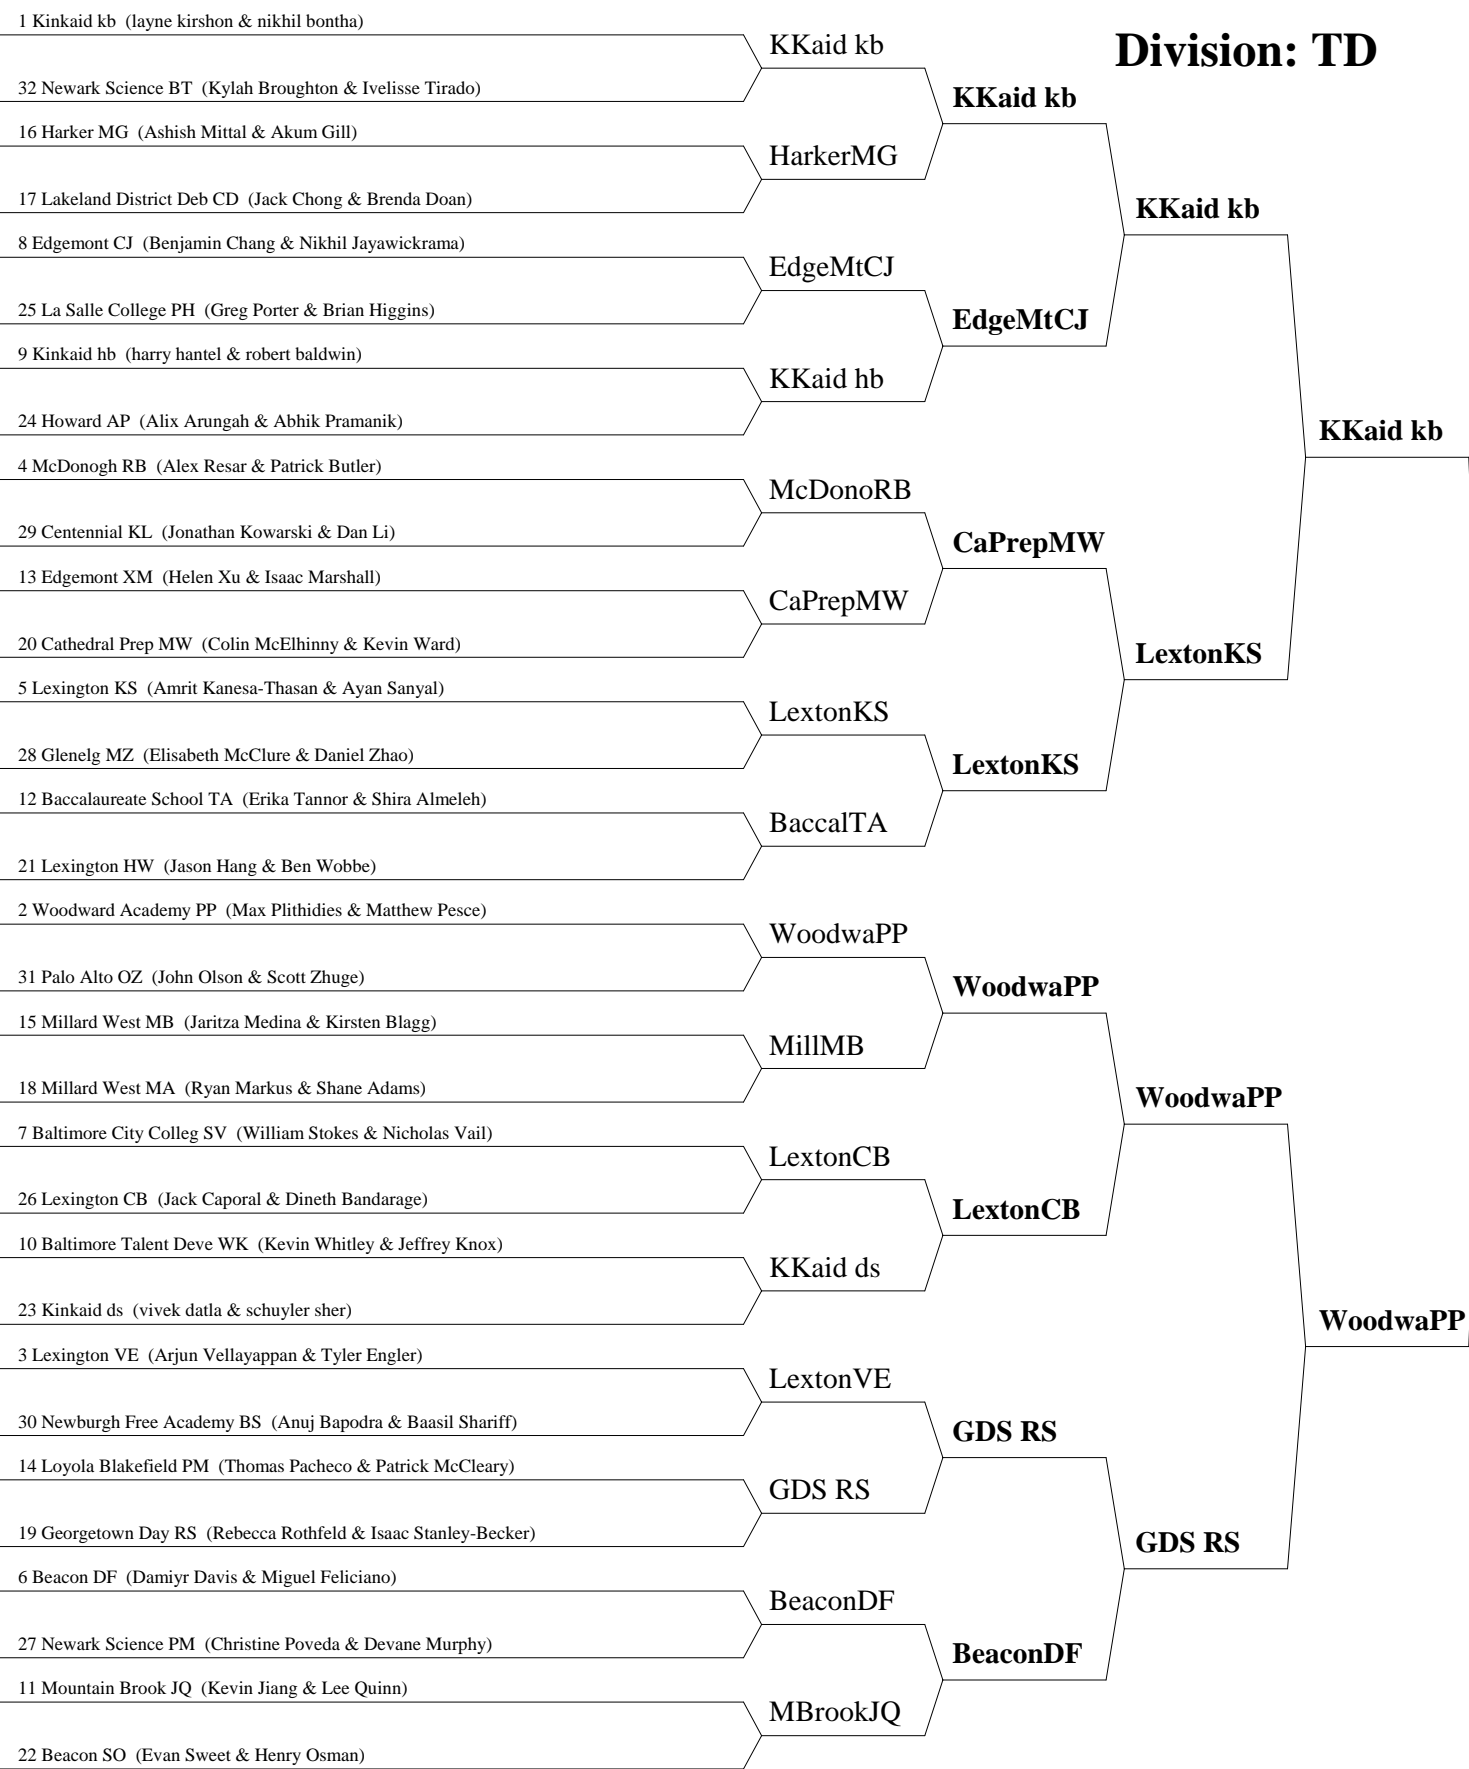 Division: TD
1 Kinkaid kb (layne kirshon & nikhil bontha)
KKaid kb
32 Newark Science BT (Kylah Broughton & Ivelisse Tirado)
KKaid kb
16 Harker MG (Ashish Mittal & Akum Gill)
HarkerMG
17 Lakeland District Deb CD (Jack Chong & Brenda Doan)
KKaid kb
8 Edgemont CJ (Benjamin Chang & Nikhil Jayawickrama)
EdgeMtCJ
25 La Salle College PH (Greg Porter & Brian Higgins)
EdgeMtCJ
9 Kinkaid hb (harry hantel & robert baldwin)
KKaid hb
24 Howard AP (Alix Arungah & Abhik Pramanik)
KKaid kb
4 McDonogh RB (Alex Resar & Patrick Butler)
McDonoRB
29 Centennial KL (Jonathan Kowarski & Dan Li)
CaPrepMW
13 Edgemont XM (Helen Xu & Isaac Marshall)
CaPrepMW
20 Cathedral Prep MW (Colin McElhinny & Kevin Ward)
LextonKS
5 Lexington KS (Amrit Kanesa-Thasan & Ayan Sanyal)
LextonKS
28 Glenelg MZ (Elisabeth McClure & Daniel Zhao)
LextonKS
12 Baccalaureate School TA (Erika Tannor & Shira Almeleh)
BaccalTA
21 Lexington HW (Jason Hang & Ben Wobbe)
2 Woodward Academy PP (Max Plithidies & Matthew Pesce)
WoodwaPP
31 Palo Alto OZ (John Olson & Scott Zhuge)
WoodwaPP
15 Millard West MB (Jaritza Medina & Kirsten Blagg)
MillMB
18 Millard West MA (Ryan Markus & Shane Adams)
WoodwaPP
7 Baltimore City Colleg SV (William Stokes & Nicholas Vail)
LextonCB
26 Lexington CB (Jack Caporal & Dineth Bandarage)
LextonCB
10 Baltimore Talent Deve WK (Kevin Whitley & Jeffrey Knox)
KKaid ds
23 Kinkaid ds (vivek datla & schuyler sher)
WoodwaPP
3 Lexington VE (Arjun Vellayappan & Tyler Engler)
LextonVE
30 Newburgh Free Academy BS (Anuj Bapodra & Baasil Shariff)
GDS RS
14 Loyola Blakefield PM (Thomas Pacheco & Patrick McCleary)
GDS RS
19 Georgetown Day RS (Rebecca Rothfeld & Isaac Stanley-Becker)
GDS RS
6 Beacon DF (Damiyr Davis & Miguel Feliciano)
BeaconDF
27 Newark Science PM (Christine Poveda & Devane Murphy)
BeaconDF
11 Mountain Brook JQ (Kevin Jiang & Lee Quinn)
MBrookJQ
22 Beacon SO (Evan Sweet & Henry Osman)